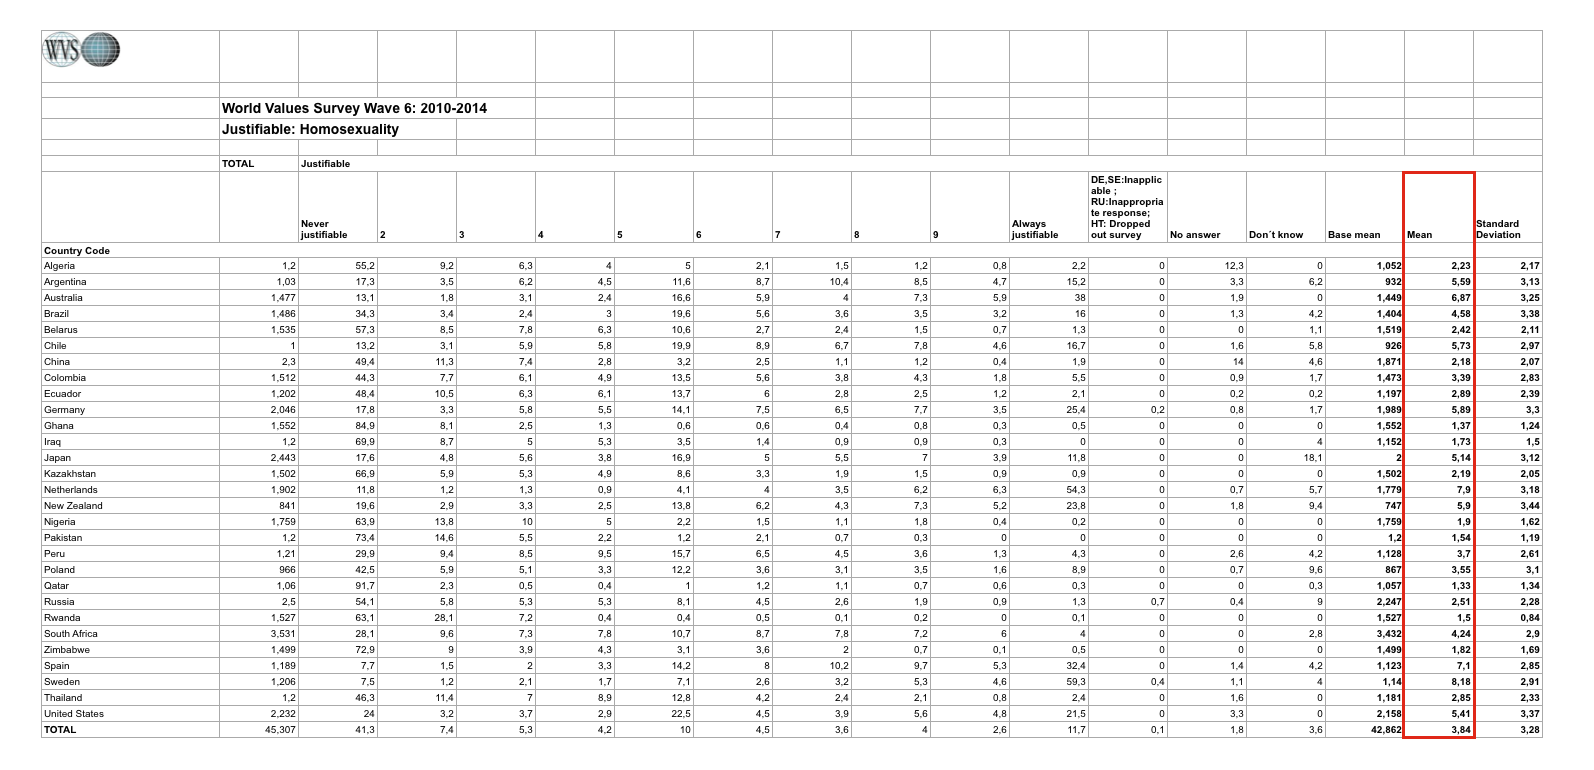 WVS
World Values Survey Wave 6: 2010-2014
Justifiable: Homosexuality
TOTAL Justifiable
Never justifiable 2 3 4 5 6 7 8 9 Always justifiable DE,SE:Inapplicable ; RU:Inappropriate response; HT: Dropped out survey No answer Don´t know Base mean Mean Standard Deviation
Country Code
Algeria 1,2 55,2 9,2 6,3 4 5 2,1 1,5 1,2 0,8 2,2 0 12,3 0 1,052 2,23 2,17
Argentina 1,03 17,3 3,5 6,2 4,5 11,6 8,7 10,4 8,5 4,7 15,2 0 3,3 6,2 932 5,59 3,13
Australia 1,477 13,1 1,8 3,1 2,4 16,6 5,9 4 7,3 5,9 38 0 1,9 0 1,449 6,87 3,25
Brazil 1,486 34,3 3,4 2,4 3 19,6 5,6 3,6 3,5 3,2 16 0 1,3 4,2 1,404 4,58 3,38
Belarus 1,535 57,3 8,5 7,8 6,3 10,6 2,7 2,4 1,5 0,7 1,3 0 0 1,1 1,519 2,42 2,11
Chile 1 13,2 3,1 5,9 5,8 19,9 8,9 6,7 7,8 4,6 16,7 0 1,6 5,8 926 5,73 2,97
China 2,3 49,4 11,3 7,4 2,8 3,2 2,5 1,1 1,2 0,4 1,9 0 14 4,6 1,871 2,18 2,07
Colombia 1,512 44,3 7,7 6,1 4,9 13,5 5,6 3,8 4,3 1,8 5,5 0 0,9 1,7 1,473 3,39 2,83
Ecuador 1,202 48,4 10,5 6,3 6,1 13,7 6 2,8 2,5 1,2 2,1 0 0,2 0,2 1,197 2,89 2,39
Germany 2,046 17,8 3,3 5,8 5,5 14,1 7,5 6,5 7,7 3,5 25,4 0,2 0,8 1,7 1,989 5,89 3,3
Ghana 1,552 84,9 8,1 2,5 1,3 0,6 0,6 0,4 0,8 0,3 0,5 0 0 0 1,552 1,37 1,24
Iraq 1,2 69,9 8,7 5 5,3 3,5 1,4 0,9 0,9 0,3 0 0 0 4 1,152 1,73 1,5
Japan 2,443 17,6 4,8 5,6 3,8 16,9 5 5,5 7 3,9 11,8 0 0 18,1 2 5,14 3,12
Kazakhstan 1,502 66,9 5,9 5,3 4,9 8,6 3,3 1,9 1,5 0,9 0,9 0 0 0 1,502 2,19 2,05
Netherlands 1,902 11,8 1,2 1,3 0,9 4,1 4 3,5 6,2 6,3 54,3 0 0,7 5,7 1,779 7,9 3,18
New Zealand 841 19,6 2,9 3,3 2,5 13,8 6,2 4,3 7,3 5,2 23,8 0 1,8 9,4 747 5,9 3,44
Nigeria 1,759 63,9 13,8 10 5 2,2 1,5 1,1 1,8 0,4 0,2 0 0 0 1,759 1,9 1,62
Pakistan 1,2 73,4 14,6 5,5 2,2 1,2 2,1 0,7 0,3 0 0 0 0 0 1,2 1,54 1,19
Peru 1,21 29,9 9,4 8,5 9,5 15,7 6,5 4,5 3,6 1,3 4,3 0 2,6 4,2 1,128 3,7 2,61
Poland 966 42,5 5,9 5,1 3,3 12,2 3,6 3,1 3,5 1,6 8,9 0 0,7 9,6 867 3,55 3,1
Qatar 1,06 91,7 2,3 0,5 0,4 1 1,2 1,1 0,7 0,6 0,3 0 0 0,3 1,057 1,33 1,34
Russia 2,5 54,1 5,8 5,3 5,3 8,1 4,5 2,6 1,9 0,9 1,3 0,7 0,4 9 2,247 2,51 2,28
Rwanda 1,527 63,1 28,1 7,2 0,4 0,4 0,5 0,1 0,2 0 0,1 0 0 0 1,527 1,5 0,84
South Africa 3,531 28,1 9,6 7,3 7,8 10,7 8,7 7,8 7,2 6 4 0 0 2,8 3,432 4,24 2,9
Zimbabwe 1,499 72,9 9 3,9 4,3 3,1 3,6 2 0,7 0,1 0,5 0 0 0 1,499 1,82 1,69
Spain 1,189 7,7 1,5 2 3,3 14,2 8 10,2 9,7 5,3 32,4 0 1,4 4,2 1,123 7,1 2,85
Sweden 1,206 7,5 1,2 2,1 1,7 7,1 2,6 3,2 5,3 4,6 59,3 0,4 1,1 4 1,14 8,18 2,91
Thailand 1,2 46,3 11,4 7 8,9 12,8 4,2 2,4 2,1 0,8 2,4 0 1,6 0 1,181 2,85 2,33
United States 2,232 24 3,2 3,7 2,9 22,5 4,5 3,9 5,6 4,8 21,5 0 3,3 0 2,158 5,41 3,37
TOTAL 45,307 41,3 7,4 5,3 4,2 10 4,5 3,6 4 2,6 11,7 0,1 1,8 3,6 42,862 3,84 3,28